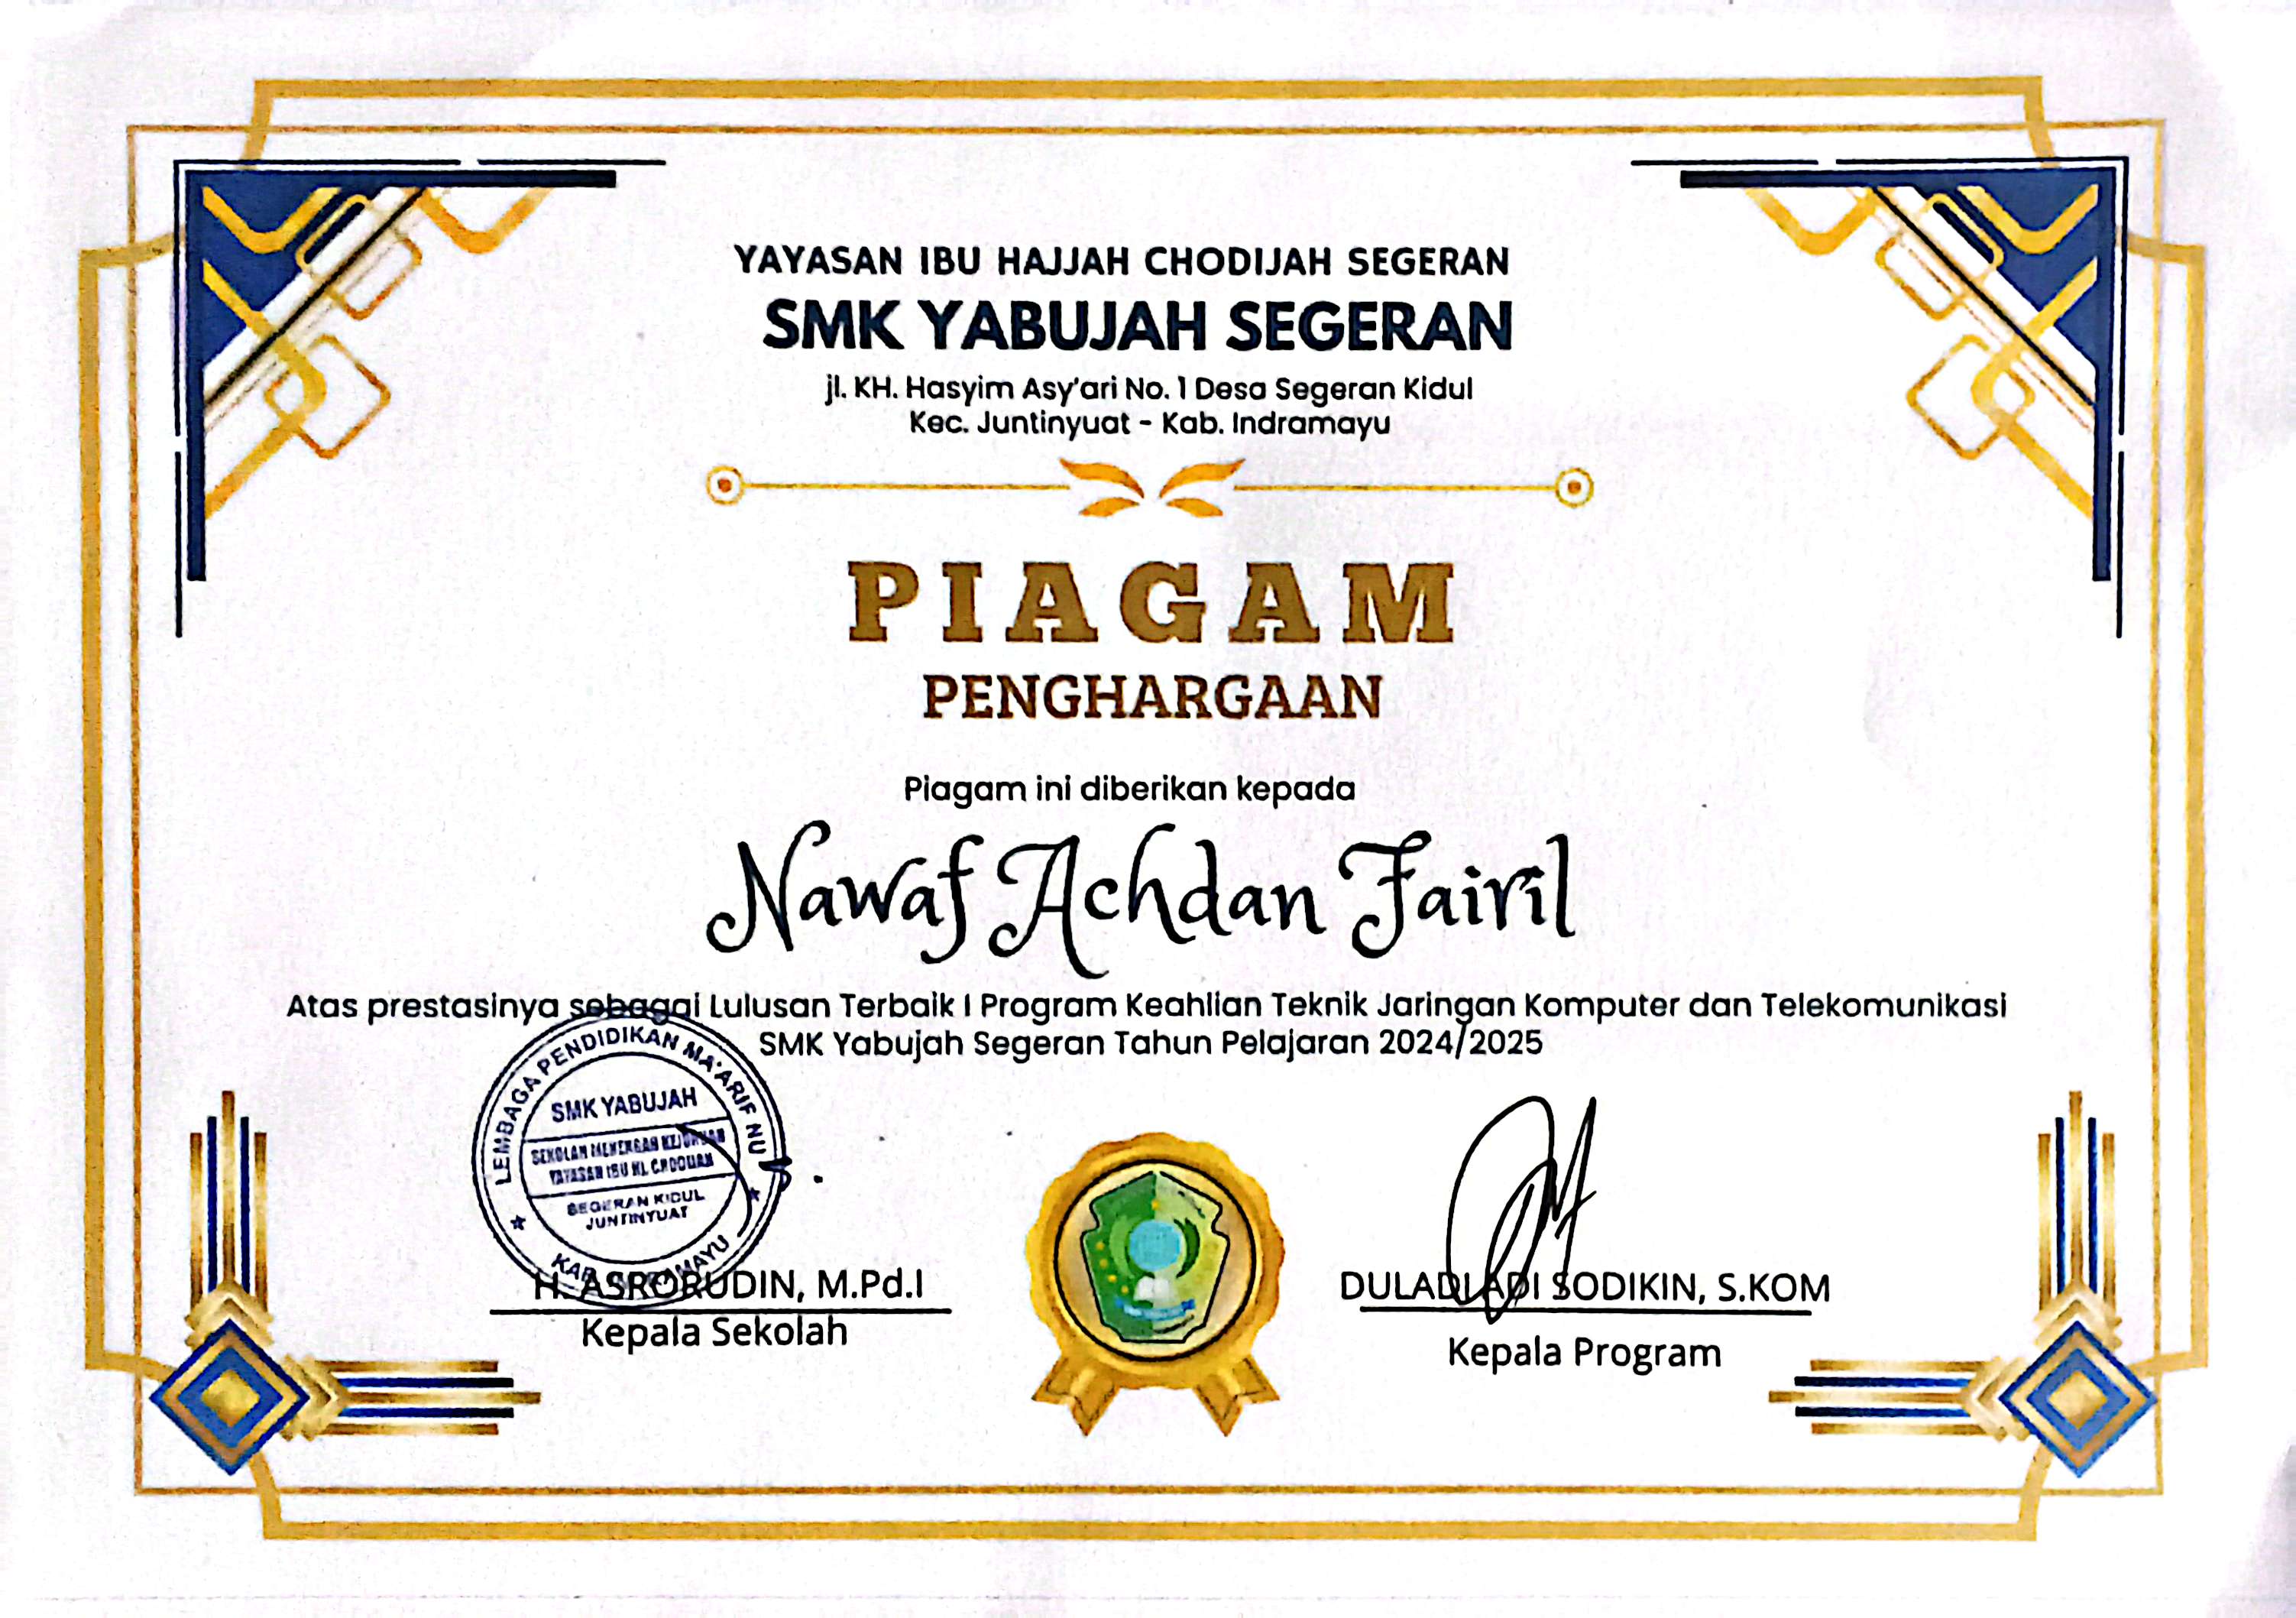 YAYASAN IBU HAJJAH CHODIJAH SEGERAN
SMK YABUJAH SEGERAN
jl. KH. Hasyim Asy'ari No. 1 Desa Segeran Kidul
Kec. Juntinyuat - Kab. Indramayu
PIAGAM
PENGHARGAAN
Piagam ini diberikan kepada
Nawaf Achdan Fairil
Atas prestasinya sebagai Lulusan Terbaik I Program Keahlian Teknik Jaringan Komputer dan Telekomunikasi
SMK Yabujah Segeran Tahun Pelajaran 2024/2025
LEMBAGA PENDIDIKAN MA'ARIF NU
SMK YABUJAH
SEKOLAH MENENGAH KEJURUAN
YAYASAN IBU HJ. CHODIJAH
SEGERAN KIDUL
JUNTINYUAT
KAB. INDRAMAYU
H. ASRORUDIN, M.Pd.I
Kepala Sekolah
DULADI ADI SODIKIN, S.KOM
Kepala Program